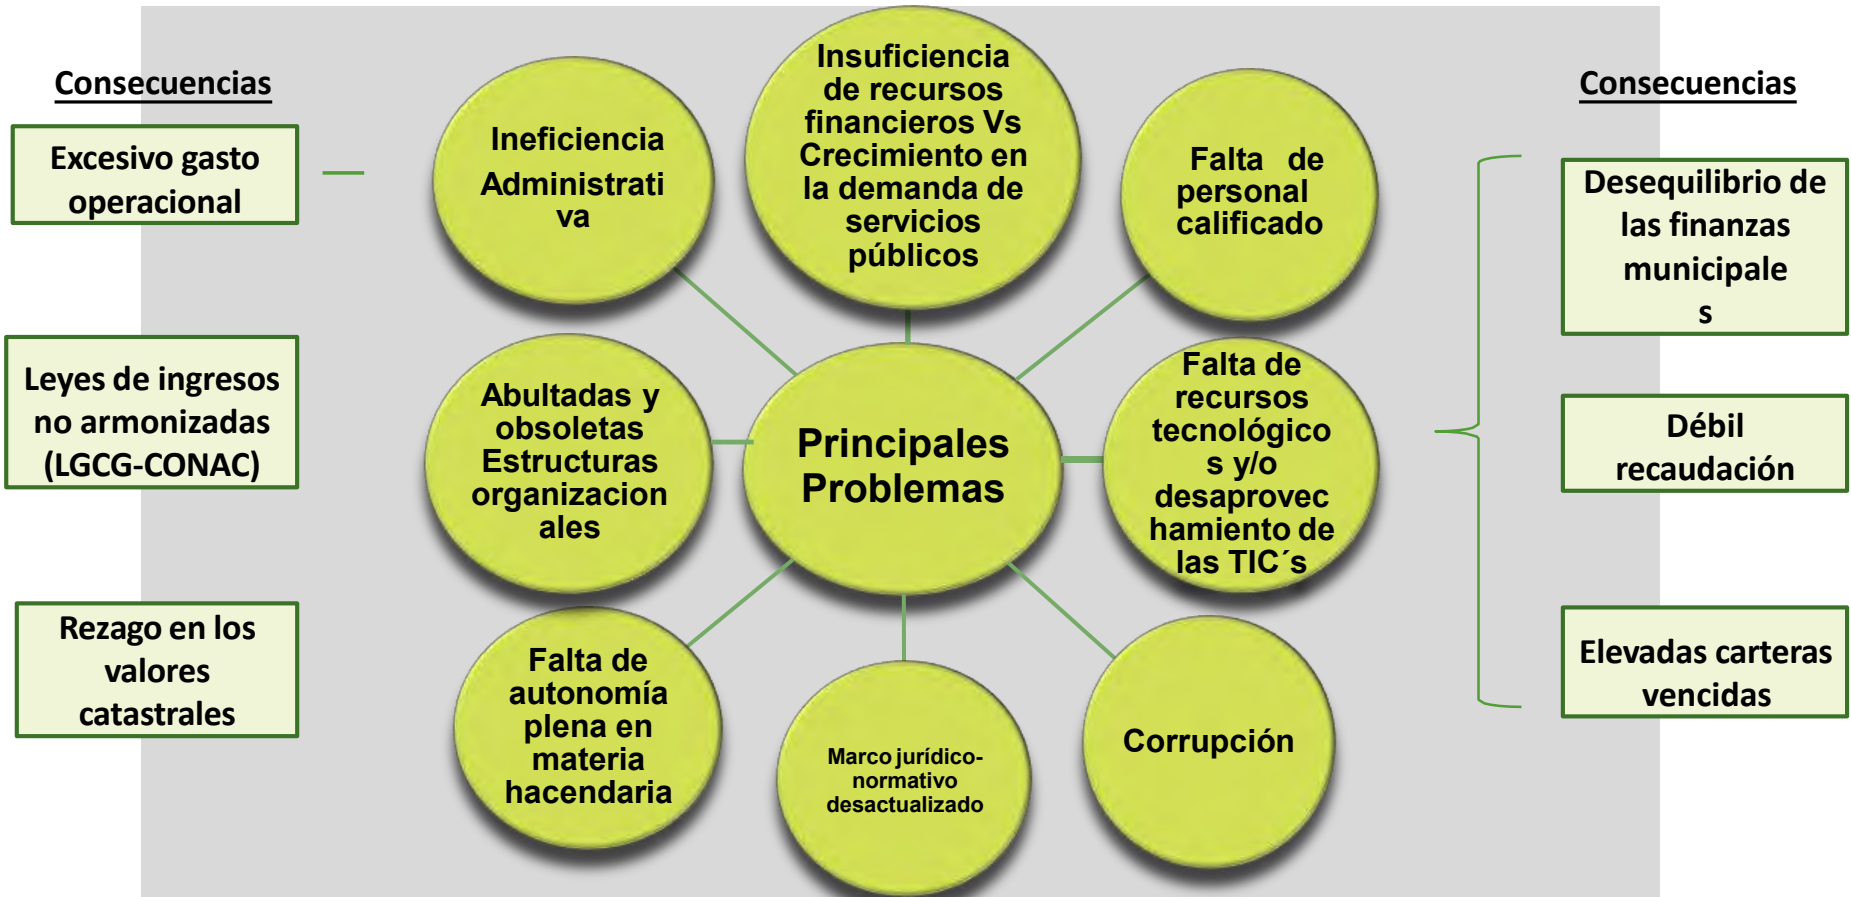 Consecuencias
Excesivo gasto
operacional
Leyes de ingresos
no armonizadas
(LGCG-CONAC)
Rezago en los
valores
catastrales
Ineficiencia
Administrati
va
Insuficiencia
de recursos
financieros Vs
Crecimiento en
la demanda de
servicios
públicos
Falta de
personal
calificado
Abultadas y
obsoletas
Estructuras
organizacion
ales
Principales
Problemas
Falta de
recursos
tecnológico
s y/o
desaprovec
hamiento de
las TIC´s
Falta de
autonomía
plena en
materia
hacendaria
Marco jurídico-
normativo
desactualizado
Corrupción
Consecuencias
Desequilibrio de
las finanzas
municipale
s
Débil
recaudación
Elevadas carteras
vencidas